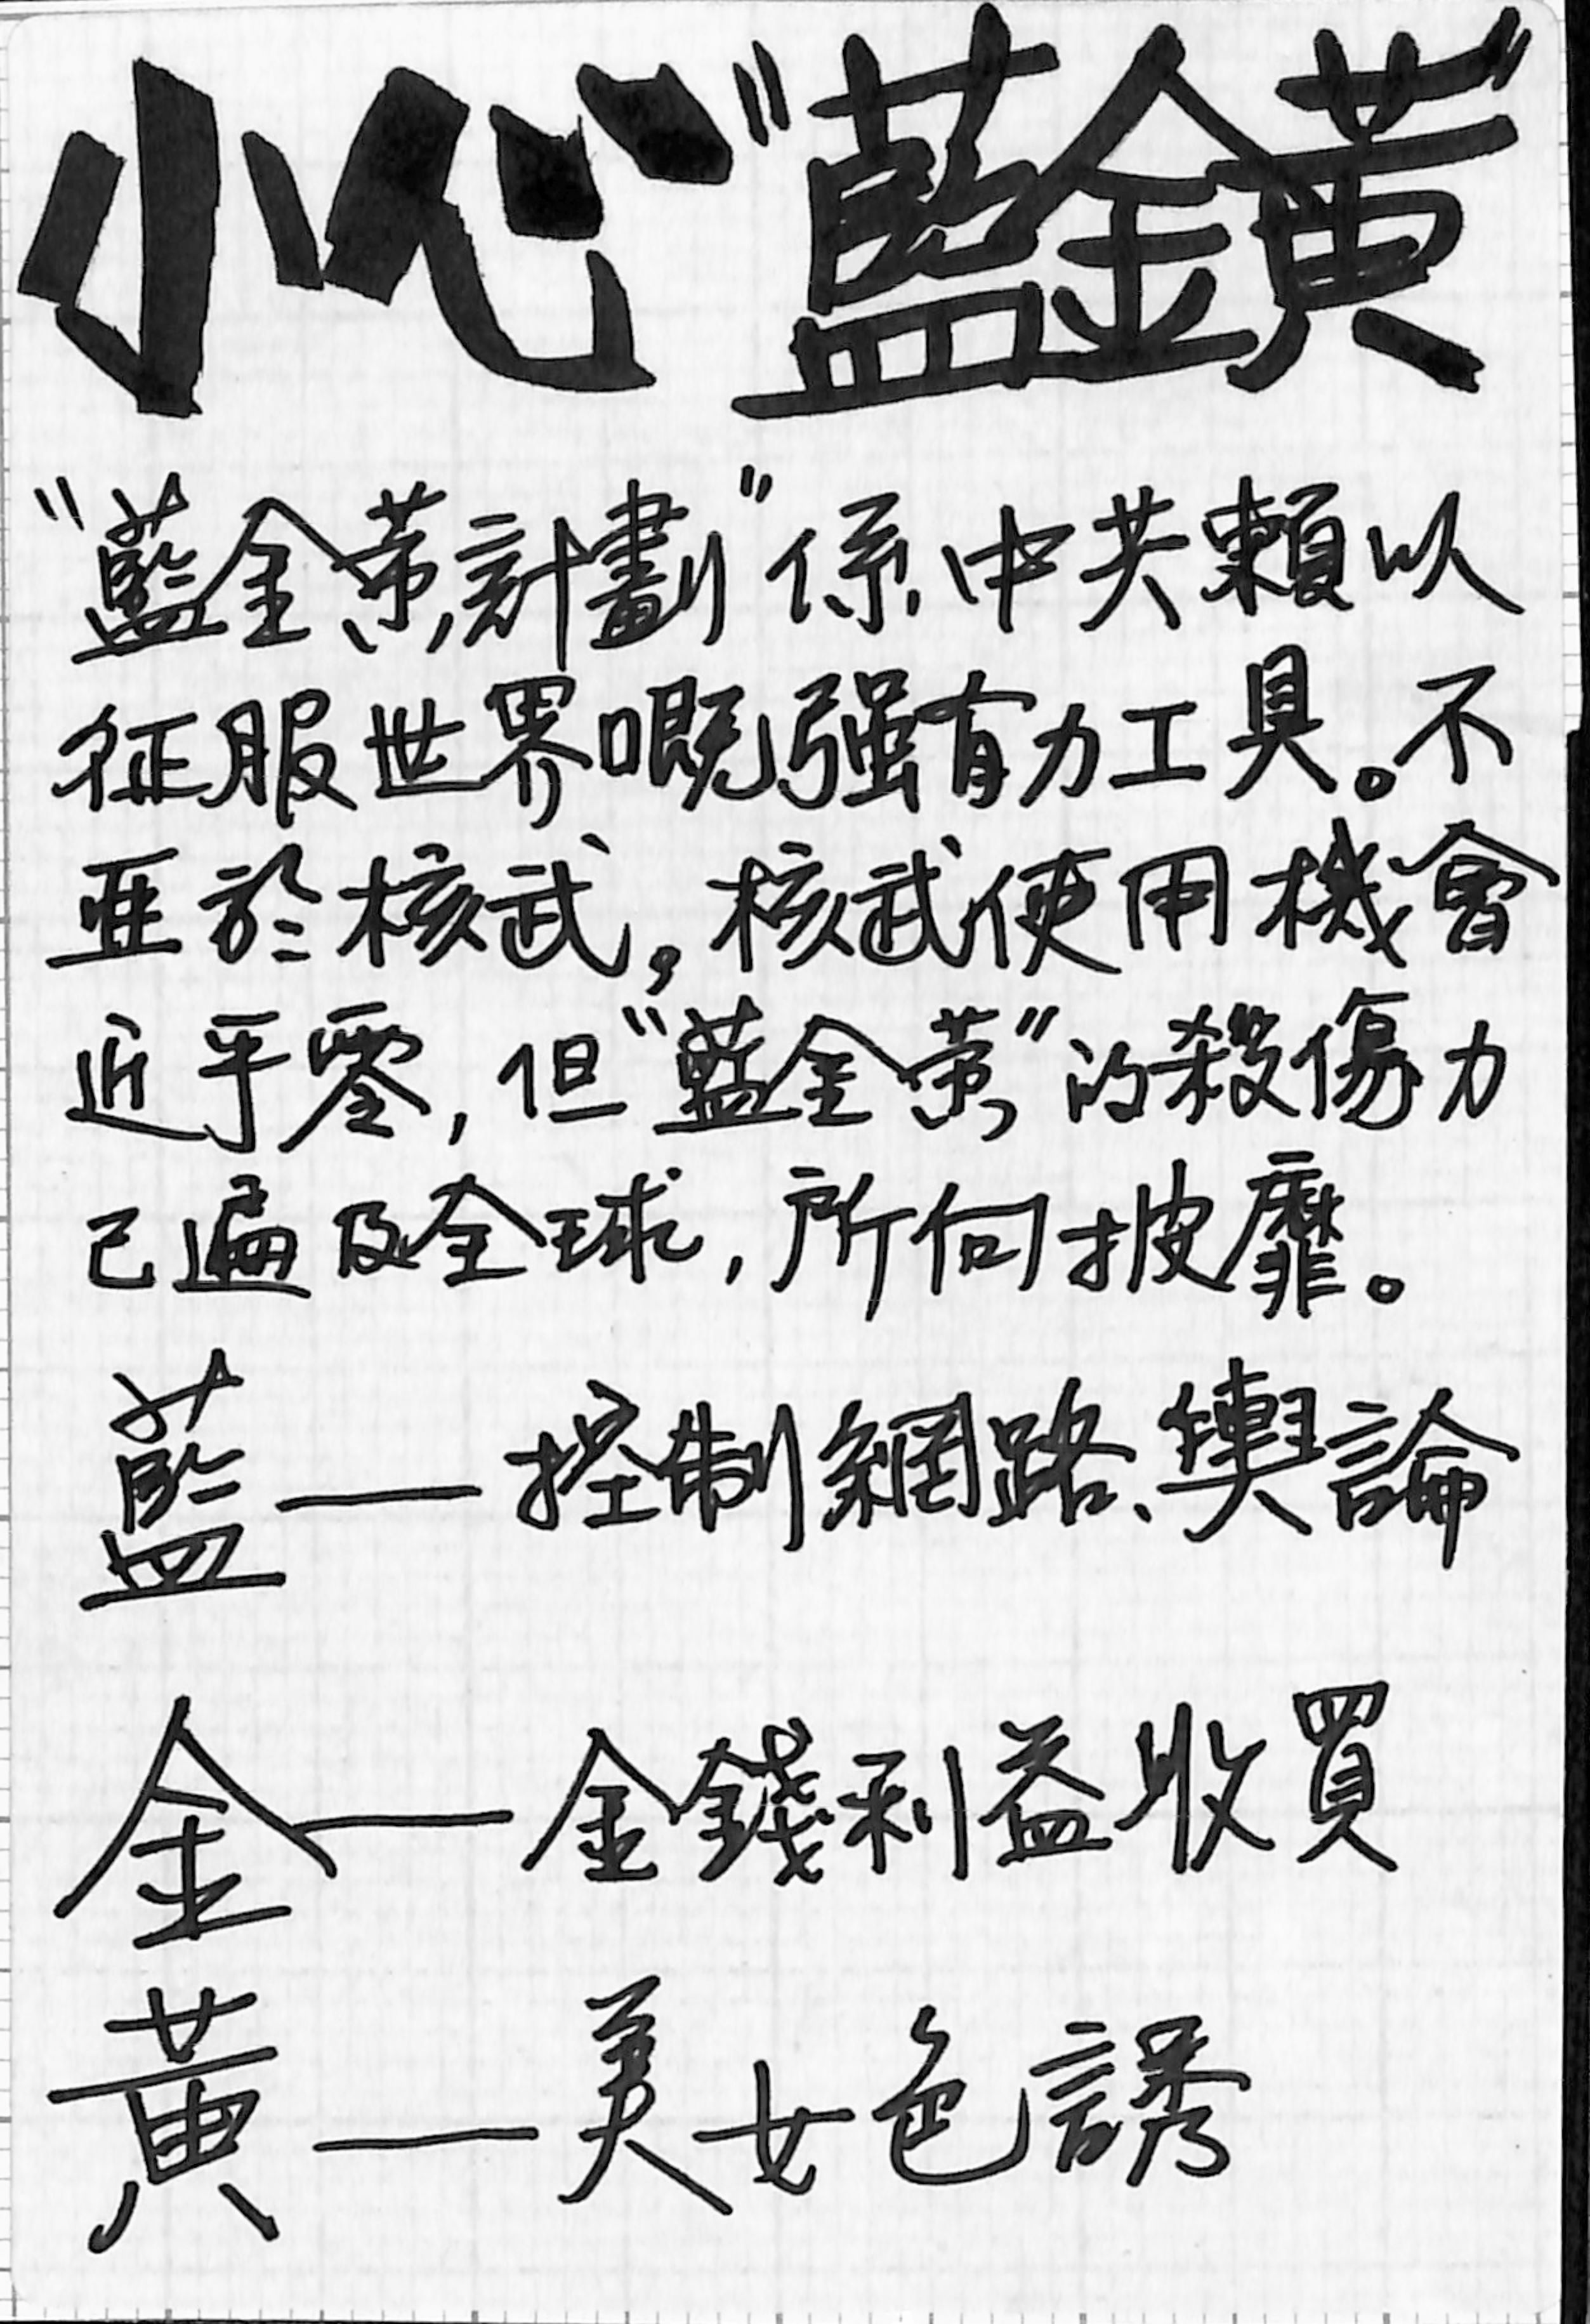 小心“藍金黃”
“藍金黃計劃”係中共賴以
征服世界嘅强有力工具。不
亚於核武，核武使用機會
近乎零，但“藍金黃”的殺傷力
已遍及全球，所向披靡。
藍——控制網路、輿論
金——金錢利益收買
黃——美女色誘